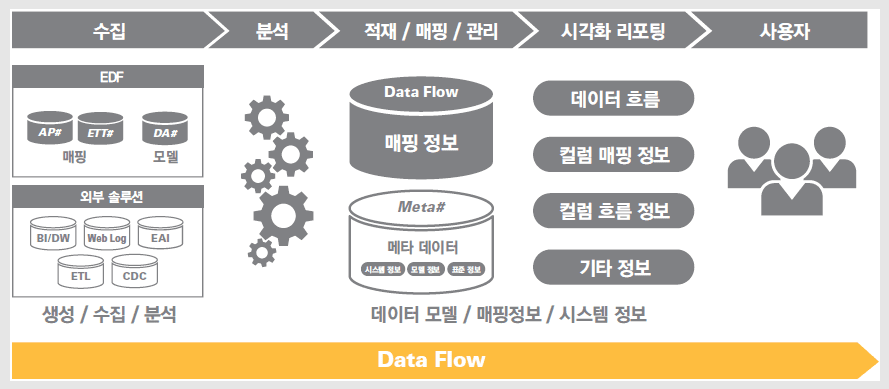 수집
분석
적재 / 매핑 / 관리
시각화 리포팅
사용자
EDF
AP#
ETT#
DA#
매핑
모델
외부 솔루션
BI/DW
Web Log
EAI
ETL
CDC
생성 / 수집 / 분석
Data Flow
매핑 정보
Meta#
메타 데이터
시스템 정보
모델 정보
표준 정보
데이터 흐름
컬럼 매핑 정보
컬럼 흐름 정보
기타 정보
데이터 모델 / 매핑정보 / 시스템 정보
Data Flow